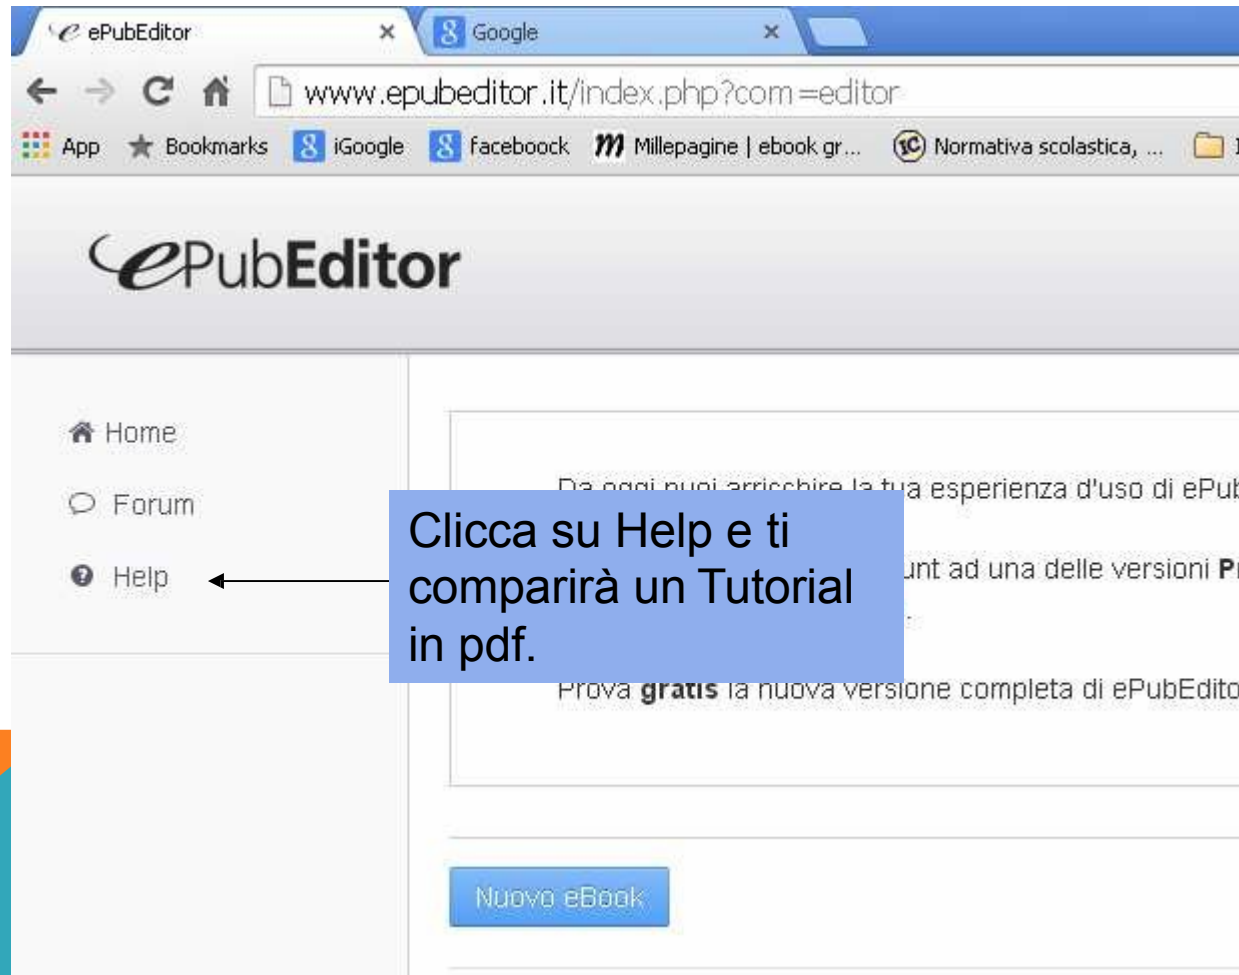 ePubEditor
Google
www.epubeditor.it/index.php?com=editor
App Bookmarks iGoogle faceboock Millepagine | ebook gr... Normativa scolastica, ...
ePubEditor
Home
Forum
Help
Da oggi puoi arricchire la tua esperienza d'uso di ePub
ad una delle versioni
Prova gratis la nuova versione completa di ePubEdito
Clicca su Help e ti
comparirà un Tutorial
in pdf.
Nuovo eBook